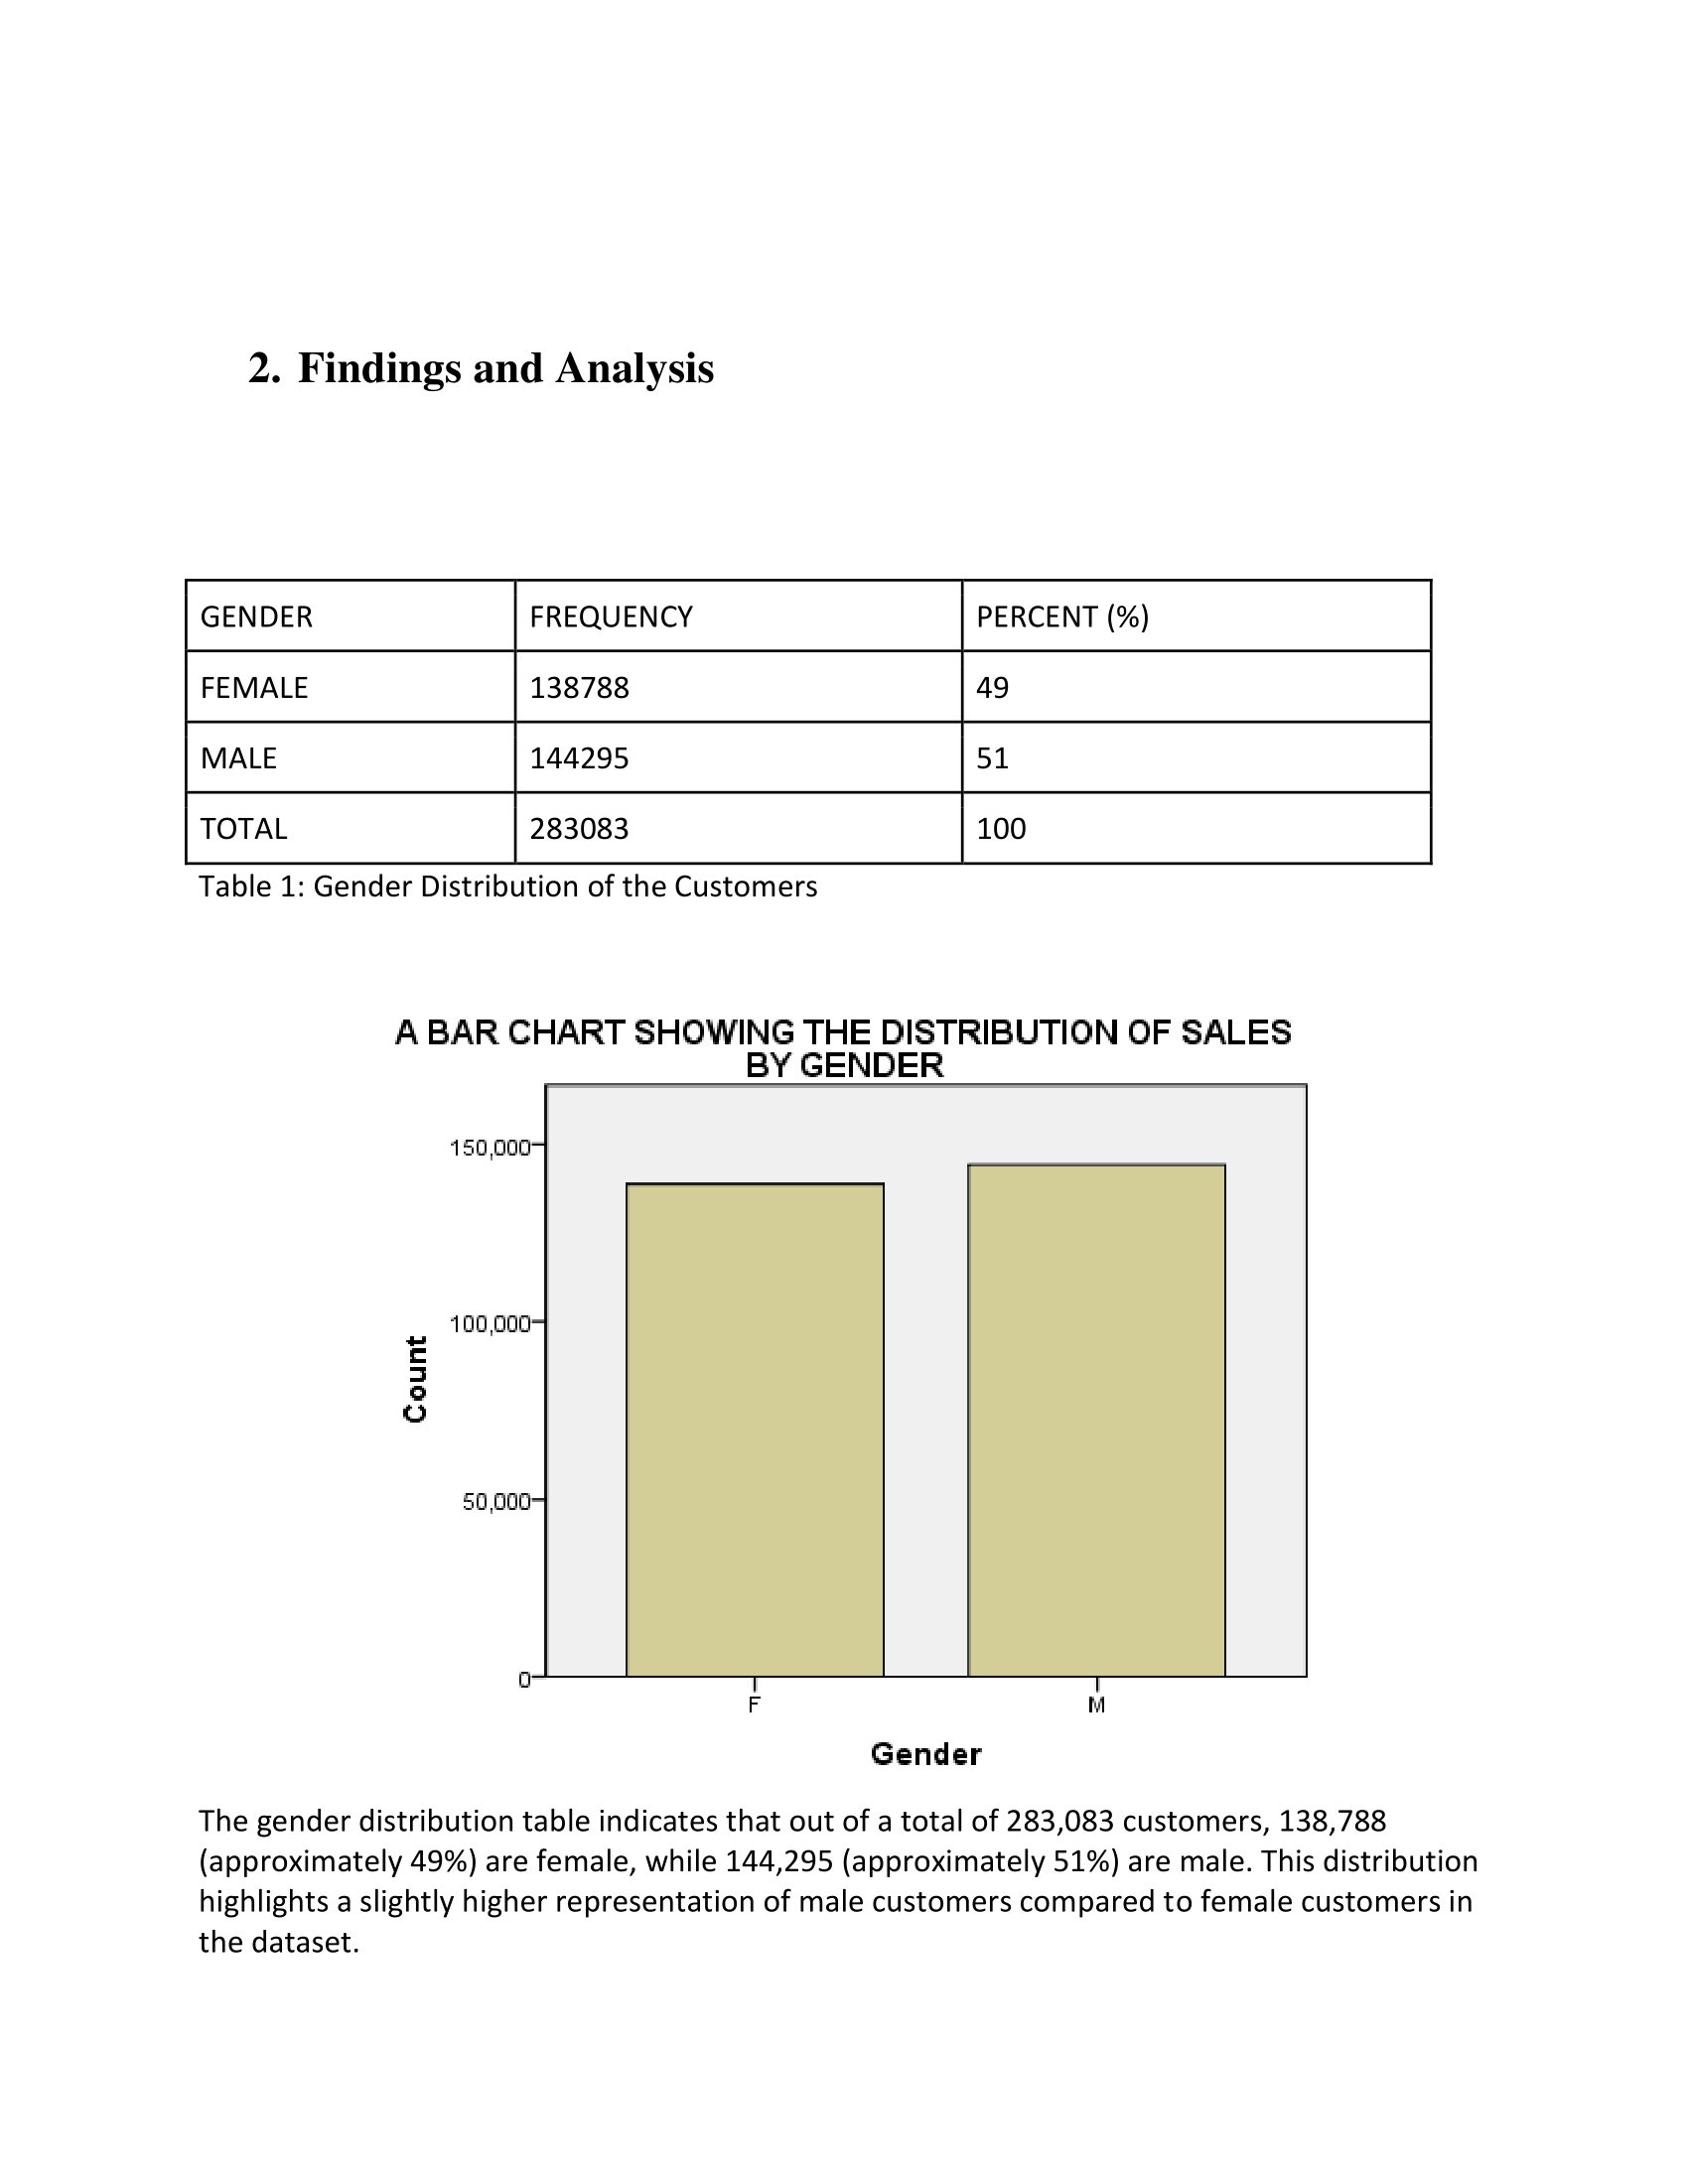 2. Findings and Analysis
GENDER FREQUENCY PERCENT (%)
FEMALE 138788 49
MALE 144295 51
TOTAL 283083 100
Table 1: Gender Distribution of the Customers
A BAR CHART SHOWING THE DISTRIBUTION OF SALES
BY GENDER
150,000
100,000
50,000
0
Count
F M
Gender
The gender distribution table indicates that out of a total of 283,083 customers, 138,788
(approximately 49%) are female, while 144,295 (approximately 51%) are male. This distribution
highlights a slightly higher representation of male customers compared to female customers in
the dataset.